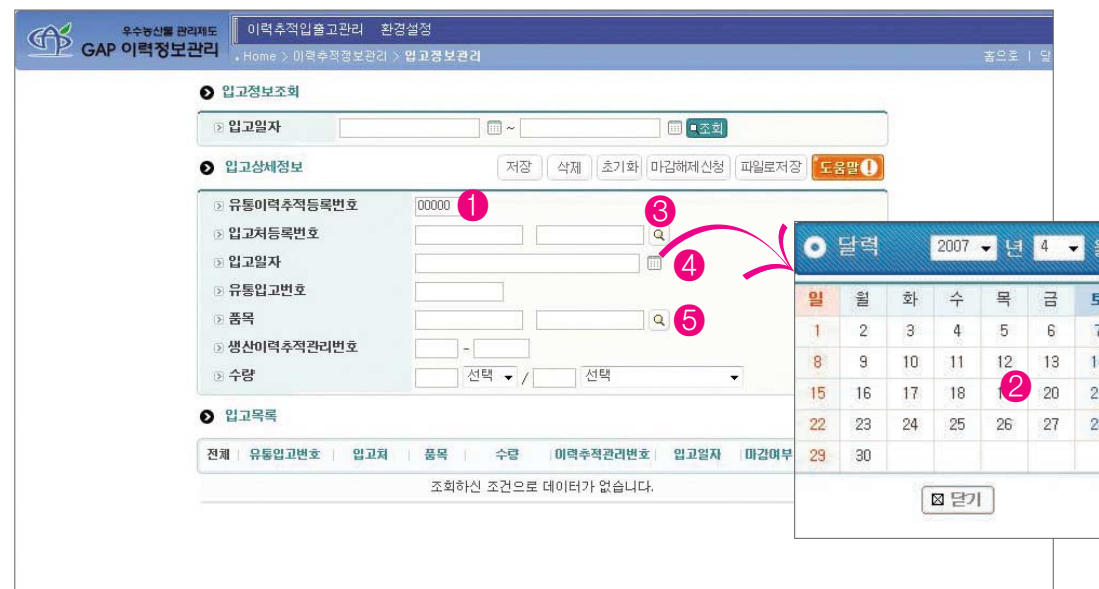 우수농산물 관리제도
GAP 이력정보관리
이력추적입출고관리 환경설정
Home > 이력추적정보관리 > 입고정보관리
홈으로 |
입고정보조회
입고일자 ~ 조회
입고상세정보 저장 삭제 초기화 마감해제신청 파일로저장 도움말
유통이력추적등록번호 00000 1
입고처등록번호 3
입고일자 4
유통입고번호
품목 5
생산이력추적관리번호 -
수량 선택 / 선택
입고목록
전체 유통입고번호 입고처 품목 수량 이력추적관리번호 입고일자 마감여부
조회하신 조건으로 데이터가 없습니다.
달력 2007 년 4
일 월 화 수 목 금
1 2 3 4 5 6
8 9 10 11 12 13
15 16 17 18 2 20
22 23 24 25 26 27
29 30
닫기